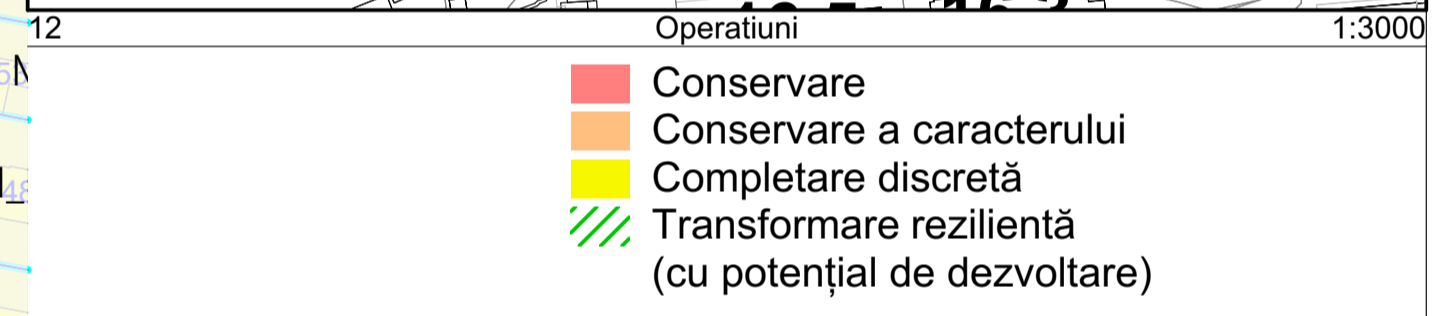 12 Operatiuni 1:3000
Conservare
Conservare a caracterului
Completare discretă
Transformare rezilientă
(cu potențial de dezvoltare)